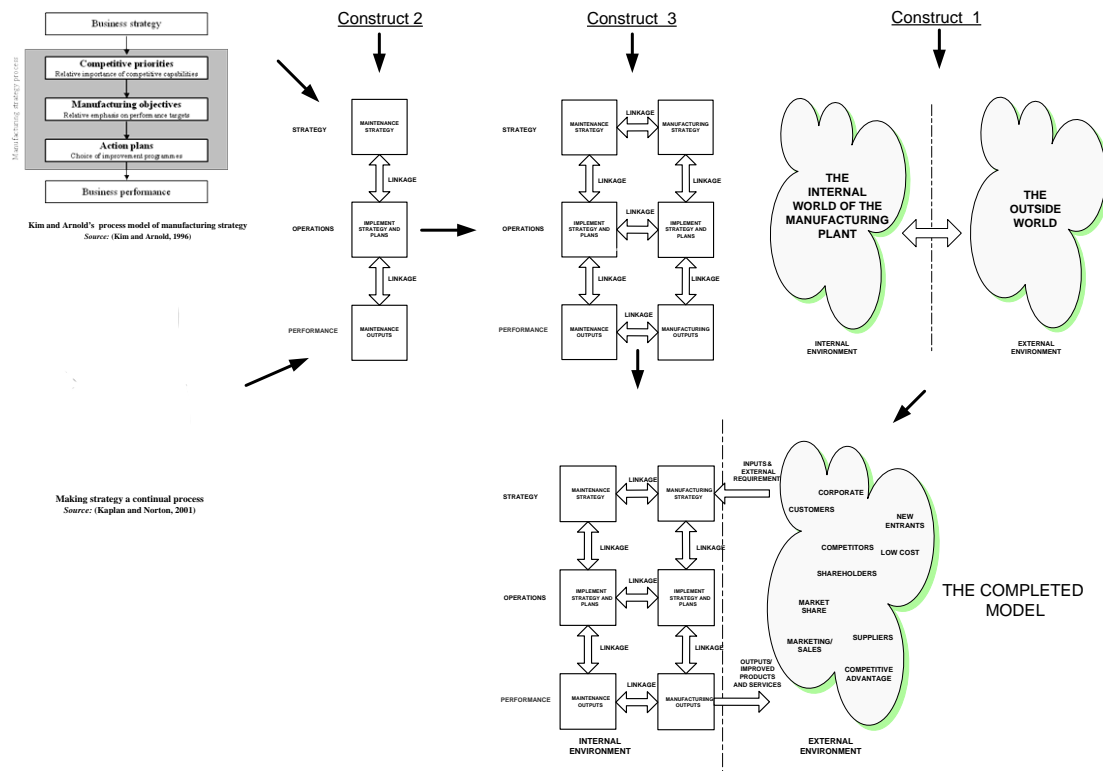 Business strategy
Manufacturing strategy process
Competitive priorities
Relative importance of competitive capabilities
Manufacturing objectives
Relative emphasis on performance targets
Action plans
Choice of improvement programmes
Business performance
Kim and Arnold's process model of manufacturing strategy
Source: (Kim and Arnold, 1996)
Making strategy a continual process
Source: (Kaplan and Norton, 2001)
Construct 2
STRATEGY
MAINTENANCE
STRATEGY
LINKAGE
OPERATIONS
IMPLEMENT
STRATEGY AND
PLANS
LINKAGE
PERFORMANCE
MAINTENANCE
OUTPUTS
Construct 3
STRATEGY
MAINTENANCE
STRATEGY
LINKAGE
MANUFACTURING
STRATEGY
LINKAGE
LINKAGE
OPERATIONS
IMPLEMENT
STRATEGY AND
PLANS
LINKAGE
IMPLEMENT
STRATEGY AND
PLANS
LINKAGE
LINKAGE
PERFORMANCE
MAINTENANCE
OUTPUTS
LINKAGE
MANUFACTURIING
OUTPUTS
Construct 1
THE
INTERNAL
WORLD OF THE
MANUFACTURING
PLANT
THE
OUTSIDE
WORLD
INTERNAL
ENVIRONMENT
EXTERNAL
ENVIRONMENT
STRATEGY
MAINTENANCE
STRATEGY
LINKAGE
MANUFACTURING
STRATEGY
INPUTS &
EXTERNAL
REQUIREMENT
LINKAGE
LINKAGE
OPERATIONS
IMPLEMENT
STRATEGY AND
PLANS
LINKAGE
IMPLEMENT
STRATEGY AND
PLANS
LINKAGE
LINKAGE
PERFORMANCE
MAINTENANCE
OUTPUTS
LINKAGE
MANUFACTURIING
OUTPUTS
OUTPUTS/
IMPROVED
PRODUCTS
AND SERVICES
INTERNAL
ENVIRONMENT
CORPORATE
CUSTOMERS
NEW
ENTRANTS
COMPETITORS
LOW COST
SHAREHOLDERS
MARKET
SHARE
MARKETING/
SALES
SUPPLIERS
COMPETITIVE
ADVANTAGE
EXTERNAL
ENVIRONMENT
THE COMPLETED
MODEL